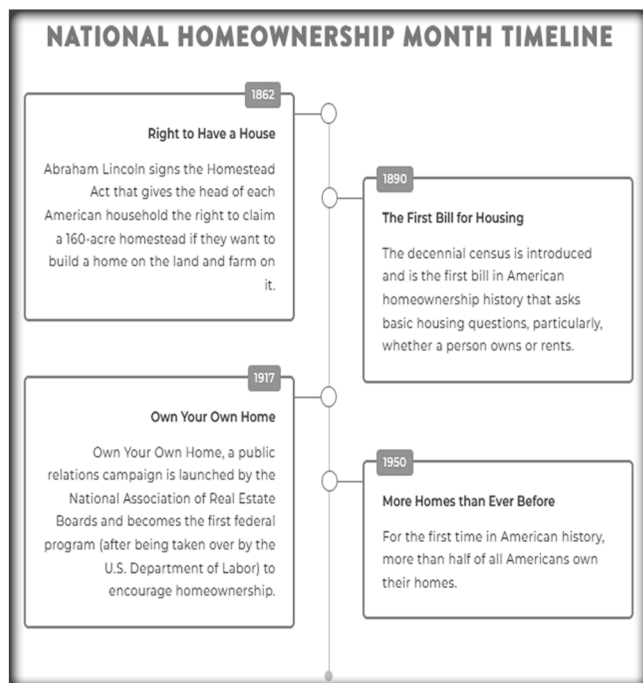 NATIONAL HOMEOWNERSHIP MONTH TIMELINE
1862
Right to Have a House
Abraham Lincoln signs the Homestead
Act that gives the head of each
American household the right to claim
a 160-acre homestead if they want to
build a home on the land and farm on
it.
1890
The First Bill for Housing
The decennial census is introduced
and is the first bill in American
homeownership history that asks
basic housing questions, particularly,
whether a person owns or rents.
1917
Own Your Own Home
Own Your Own Home, a public
relations campaign is launched by the
National Association of Real Estate
Boards and becomes the first federal
program (after being taken over by the
U.S. Department of Labor) to
encourage homeownership.
1950
More Homes than Ever Before
For the first time in American history,
more than half of all Americans own
their homes.